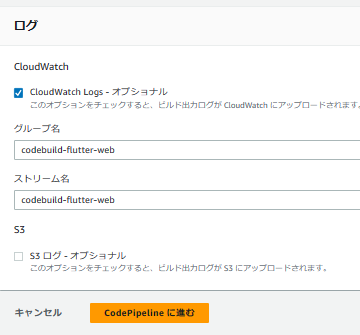 ログ
CloudWatch
CloudWatch Logs - オプショナル
このオプションをチェックすると、ビルド出力ログが CloudWatch にアップロードされます。
グループ名
codebuild-flutter-web
ストリーム名
codebuild-flutter-web
S3
S3 ログ - オプショナル
このオプションをチェックすると、ビルド出力ログが S3 にアップロードされます。
キャンセル
CodePipeline に進む